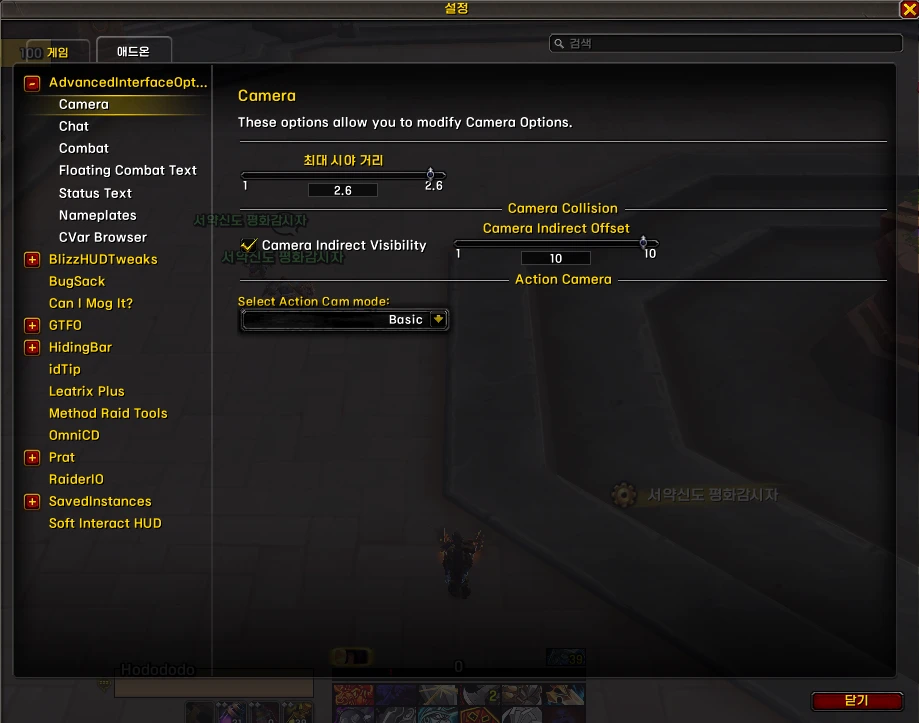 설정
100 게임
애드온
검색
AdvancedInterfaceOpt...
Camera
Chat
Combat
Floating Combat Text
Status Text
Nameplates
CVar Browser
BlizzHUDTweaks
BugSack
Can I Mog It?
GTFO
HidingBar
idTip
Leatrix Plus
Method Raid Tools
OmniCD
Prat
RaiderIO
SavedInstances
Soft Interact HUD
Camera
These options allow you to modify Camera Options.
최대 시야 거리
1
2.6
2.6
Camera Collision
Camera Indirect Visibility
Camera Indirect Offset
1
10
10
Action Camera
Select Action Cam mode:
Basic
서약신도 평화감시자
서약신도 평화감시자
서약신도 평화감시자
Hodododo
0
39
2
닫기